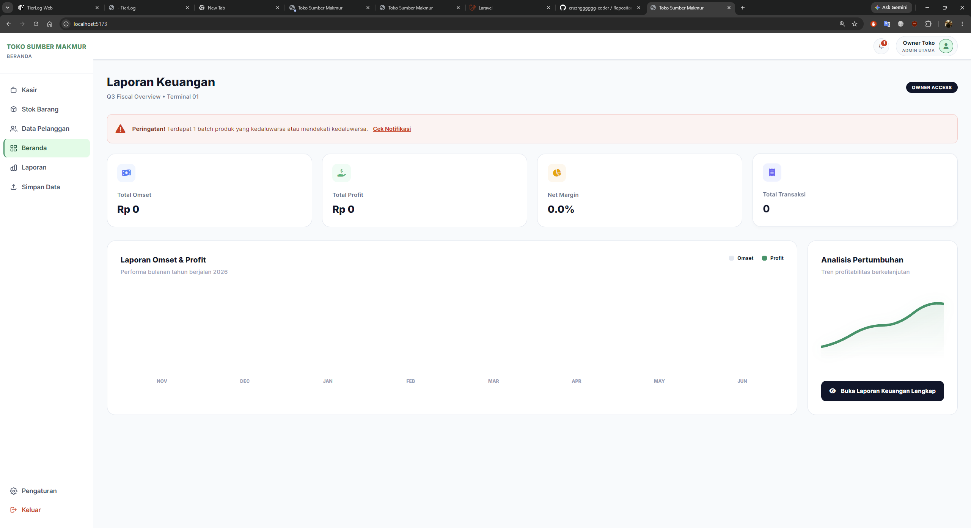 TierLog Web
TierLog
New Tab
Toko Sumber Makmur
Toko Sumber Makmur
Laravel
Toko Sumber Makmur
Ask Gemini
localhost:5173
TOKO SUMBER MAKMUR
BERANDA
Owner Toko
ADMIN UTAMA
Kasir
Stok Barang
Data Pelanggan
Beranda
Laporan
Simpan Data
Pengaturan
Keluar
Laporan Keuangan
Q3 Fiscal Overview • Terminal 01
OWNER ACCESS
Peringatan! Terdapat 1 batch produk yang kedaluwarsa atau mendekati kedaluwarsa. Cek Notifikasi
Total Omset
Rp 0
Total Profit
Rp 0
Net Margin
0.0%
Total Transaksi
0
Laporan Omset & Profit
Performa bulanan tahun berjalan 2026
Omset
Profit
NOV DEC JAN FEB MAR APR MAY JUN
Analisis Pertumbuhan
Tren profitabilitas berkelanjutan
Buka Laporan Keuangan Lengkap